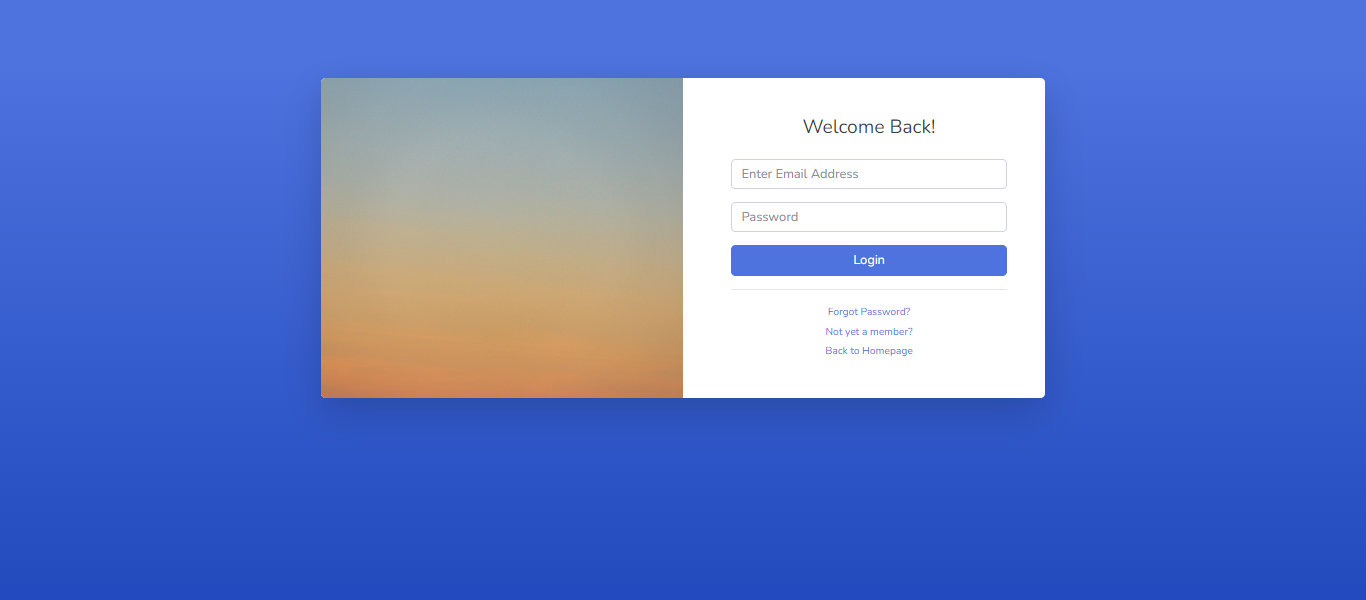 Welcome Back!
Enter Email Address
Password
Login
Forgot Password?
Not yet a member?
Back to Homepage